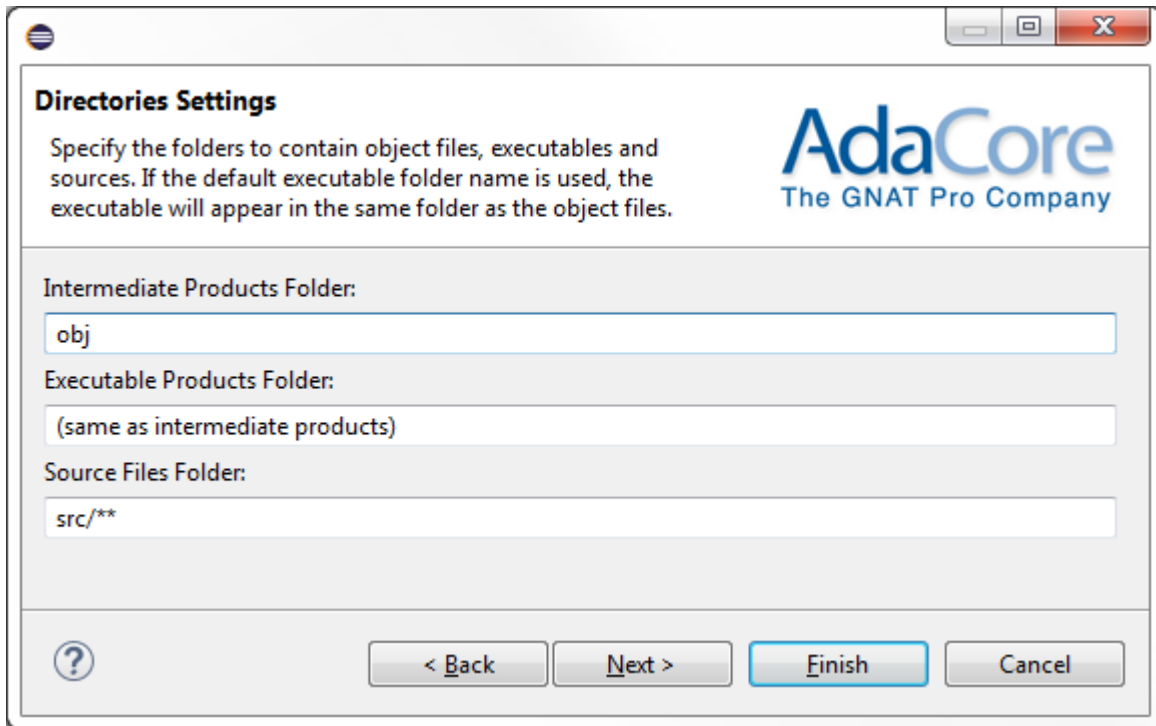 Directories Settings
Specify the folders to contain object files, executables and
sources. If the default executable folder name is used, the
executable will appear in the same folder as the object files.
AdaCore
The GNAT Pro Company
Intermediate Products Folder:
obj
Executable Products Folder:
(same as intermediate products)
Source Files Folder:
src/**
?
< Back
Next >
Finish
Cancel